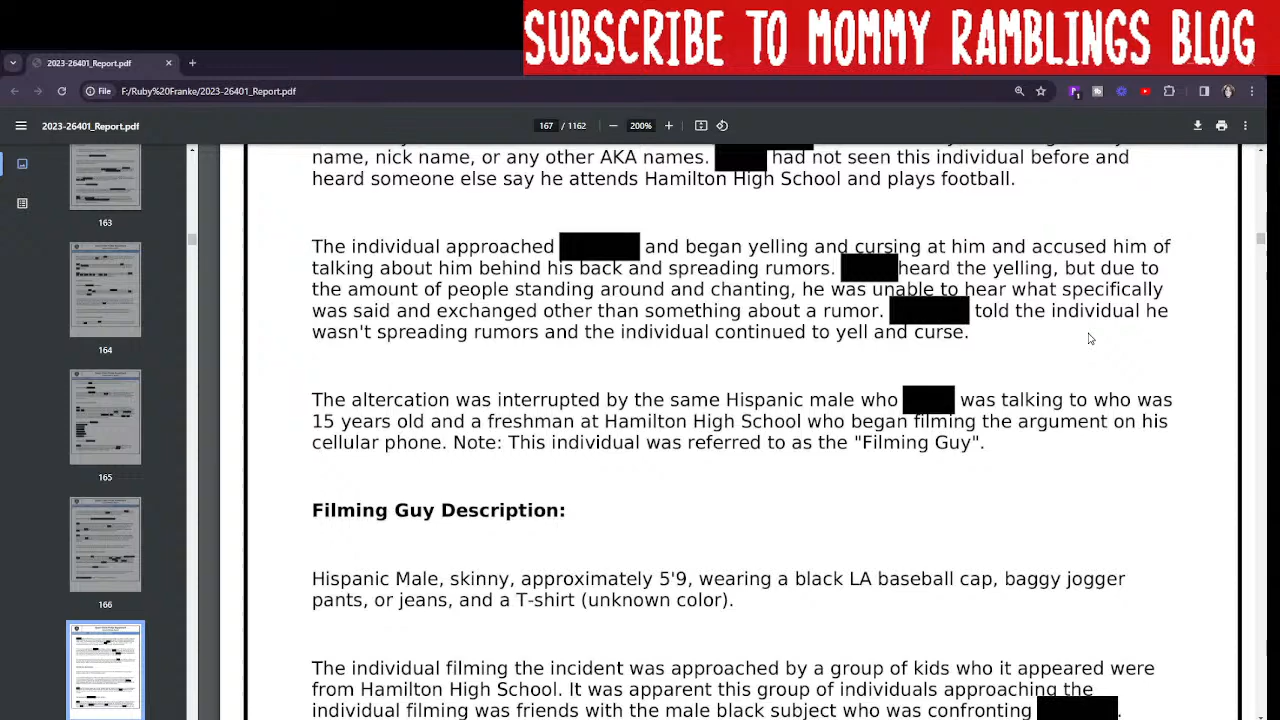 SUBSCRIBE TO MOMMY RAMBLINGS BLOG
2023-26401_Report.pdf
File F:/Ruby%20Franke/2023-26401_Report.pdf
2023-26401_Report.pdf 167 / 1162 200%
name, nick name, or any other AKA names. had not seen this individual before and
heard someone else say he attends Hamilton High School and plays football.
The individual approached and began yelling and cursing at him and accused him of
talking about him behind his back and spreading rumors. heard the yelling, but due to
the amount of people standing around and chanting, he was unable to hear what specifically
was said and exchanged other than something about a rumor. told the individual he
wasn't spreading rumors and the individual continued to yell and curse.
The altercation was interrupted by the same Hispanic male who was talking to who was
15 years old and a freshman at Hamilton High School who began filming the argument on his
cellular phone. Note: This individual was referred to as the "Filming Guy".
Filming Guy Description:
Hispanic Male, skinny, approximately 5'9, wearing a black LA baseball cap, baggy jogger
pants, or jeans, and a T-shirt (unknown color).
The individual filming the incident was approached by a group of kids who it appeared were
from Hamilton High School. It was apparent this group of individuals approaching the
individual filming was friends with the male black subject who was confronting .
163
164
165
166